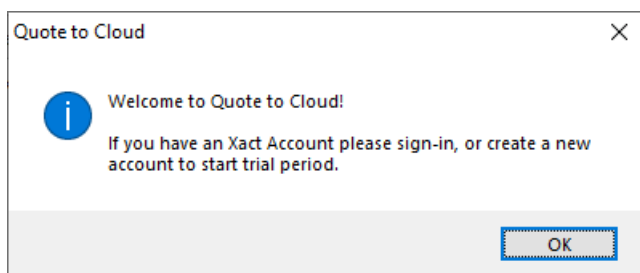 Quote to Cloud
Welcome to Quote to Cloud!
If you have an Xact Account please sign-in, or create a new
account to start trial period.
OK